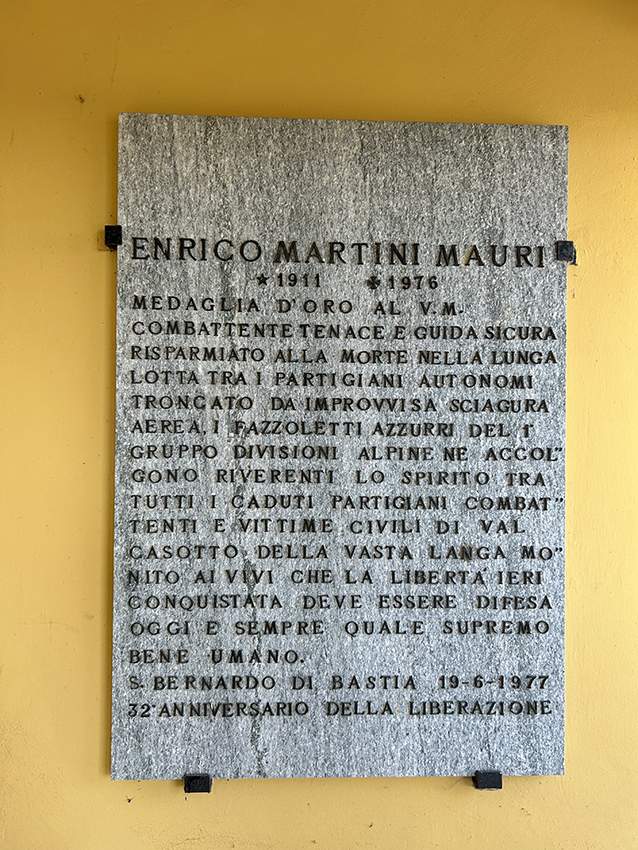 ENRICO MARTINI MAURI
★1911 ✤1976
MEDAGLIA D'ORO AL V.M.
COMBATTENTE TENACE E GUIDA SICURA
RISPARMIATO ALLA MORTE NELLA LUNGA
LOTTA TRA I PARTIGIANI AUTONOMI
TRONCATO DA IMPROVVISA SCIAGURA
AEREA. I FAZZOLETTI AZZURRI DEL 1°
GRUPPO DIVISIONI ALPINE NE ACCOL"
GONO RIVERENTI LO SPIRITO TRA
TUTTI I CADUTI PARTIGIANI COMBAT"
TENTI E VITTIME CIVILI DI VAL
CASOTTO, DELLA VASTA LANGA MO"
NITO AI VIVI CHE LA LIBERTA' IERI
CONQUISTATA DEVE ESSERE DIFESA
OGGI E SEMPRE QUALE SUPREMO
BENE UMANO.
S. BERNARDO DI BASTIA 19-6-1977
32° ANNIVERSARIO DELLA LIBERAZIONE